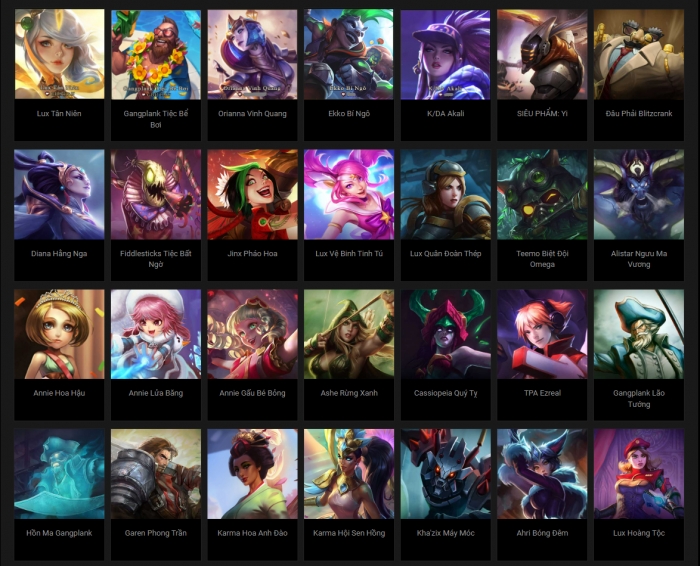 Lux Tân Niên
Gangplank Tiệc Bể
Bơi
Orianna Vinh Quang
Ekko Bí Ngô
K/DA Akali
SIÊU PHẨM: Yi
Đâu Phải Blitzcrank
Diana Hằng Nga
Fiddlesticks Tiệc Bất
Ngờ
Jinx Pháo Hoa
Lux Vệ Binh Tinh Tú
Lux Quân Đoàn Thép
Teemo Biệt Đội
Omega
Alistar Ngưu Ma
Vương
Annie Hoa Hậu
Annie Lửa Băng
Annie Gấu Bé Bỏng
Ashe Rừng Xanh
Cassiopeia Quý Tỵ
TPA Ezreal
Gangplank Lão
Tướng
Hồn Ma Gangplank
Garen Phong Trần
Karma Hoa Anh Đào
Karma Hội Sen Hồng
Kha'zix Máy Móc
Ahri Bóng Đêm
Lux Hoàng Tộc